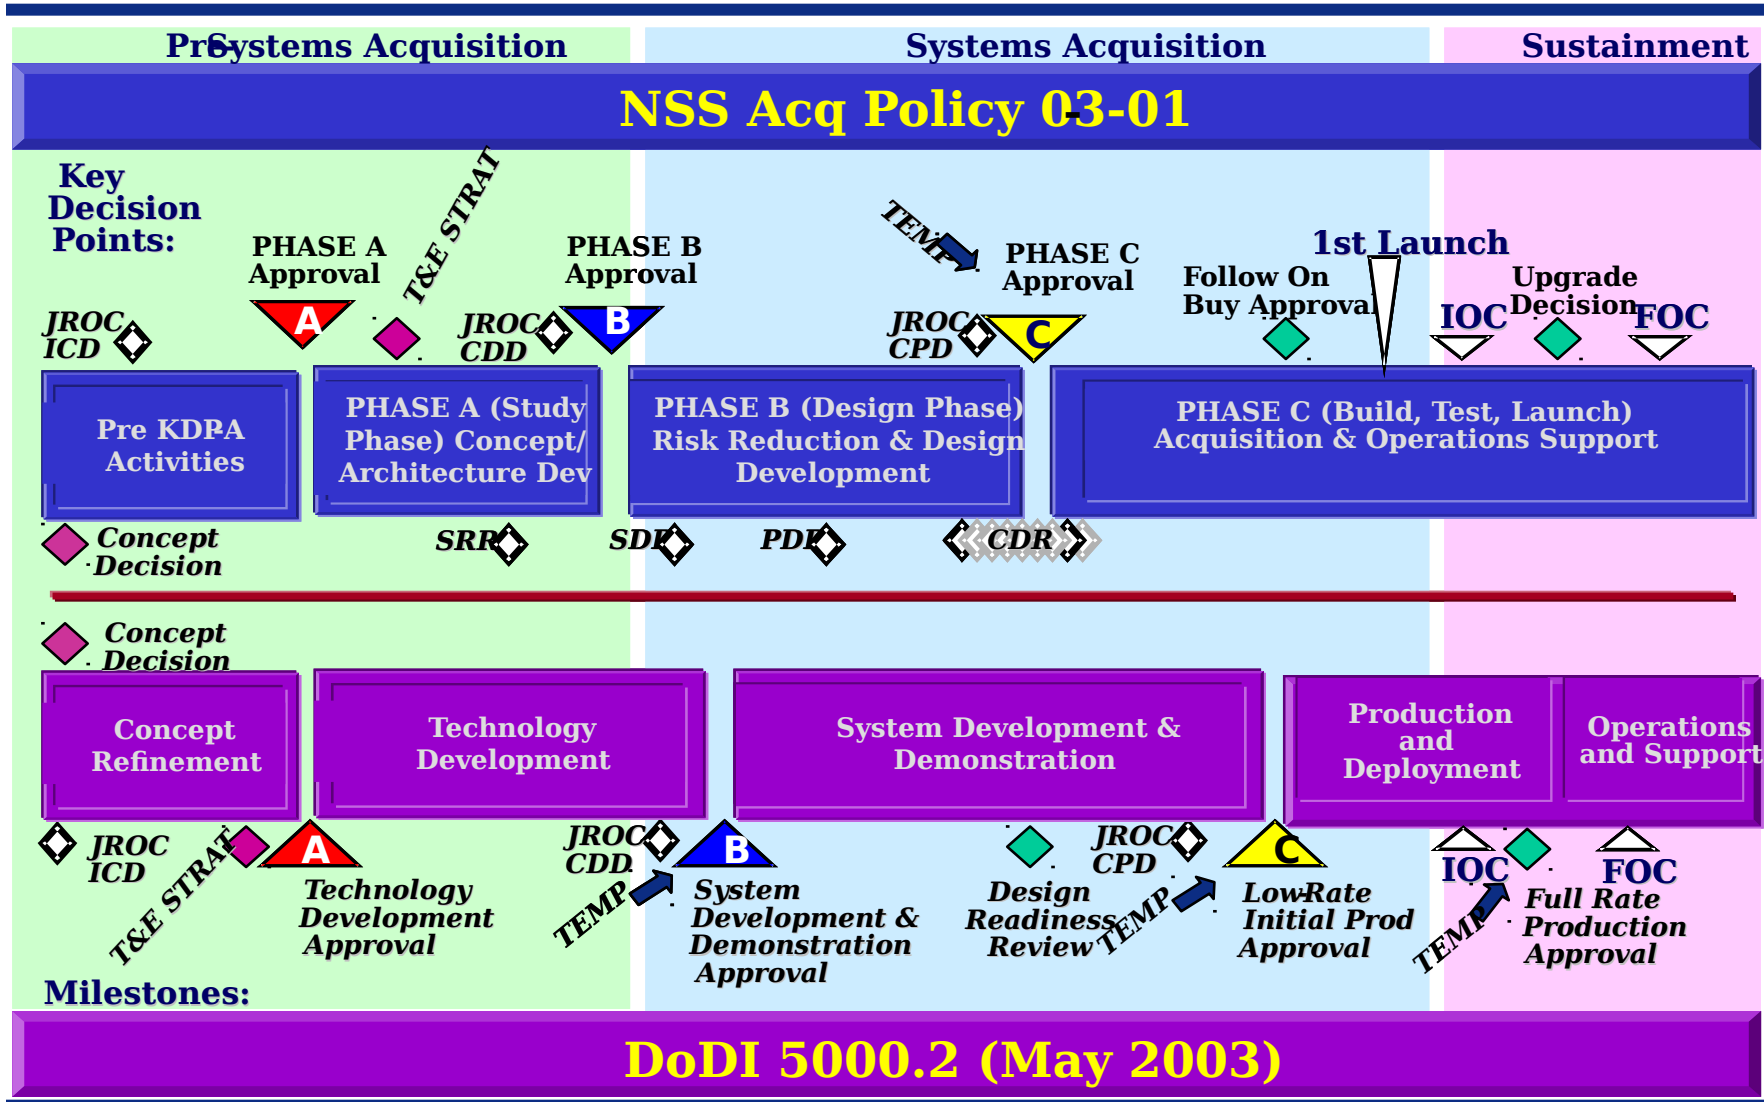 Pre-Systems Acquisition
Systems Acquisition
Sustainment
NSS Acq Policy 03-01
Key
Decision
Points:
T&E STRAT
TEMP
PHASE A
Approval
PHASE B
Approval
PHASE C
Approval
1st Launch
Follow On
Buy Approval
Upgrade
Decision
JROC
ICD
A
JROC
CDD
B
JROC
CPD
C
IOC
FOC
Pre KDP-A
Activities
PHASE A (Study
Phase) Concept/
Architecture Dev
PHASE B (Design Phase)
Risk Reduction & Design
Development
PHASE C (Build, Test, Launch)
Acquisition & Operations Support
Concept
Decision
SRR
SDR
PDR
CDR
Concept
Decision
Concept
Refinement
Technology
Development
System Development &
Demonstration
Production
and
Deployment
Operations
and Support
JROC
ICD
T&E STRAT
A
Technology
Development
Approval
JROC
CDD
TEMP
B
System
Development &
Demonstration
Approval
Design
Readiness
Review
JROC
CPD
TEMP
C
Low-Rate
Initial Prod
Approval
IOC
TEMP
Full Rate
Production
Approval
FOC
Milestones:
DoDI 5000.2 (May 2003)